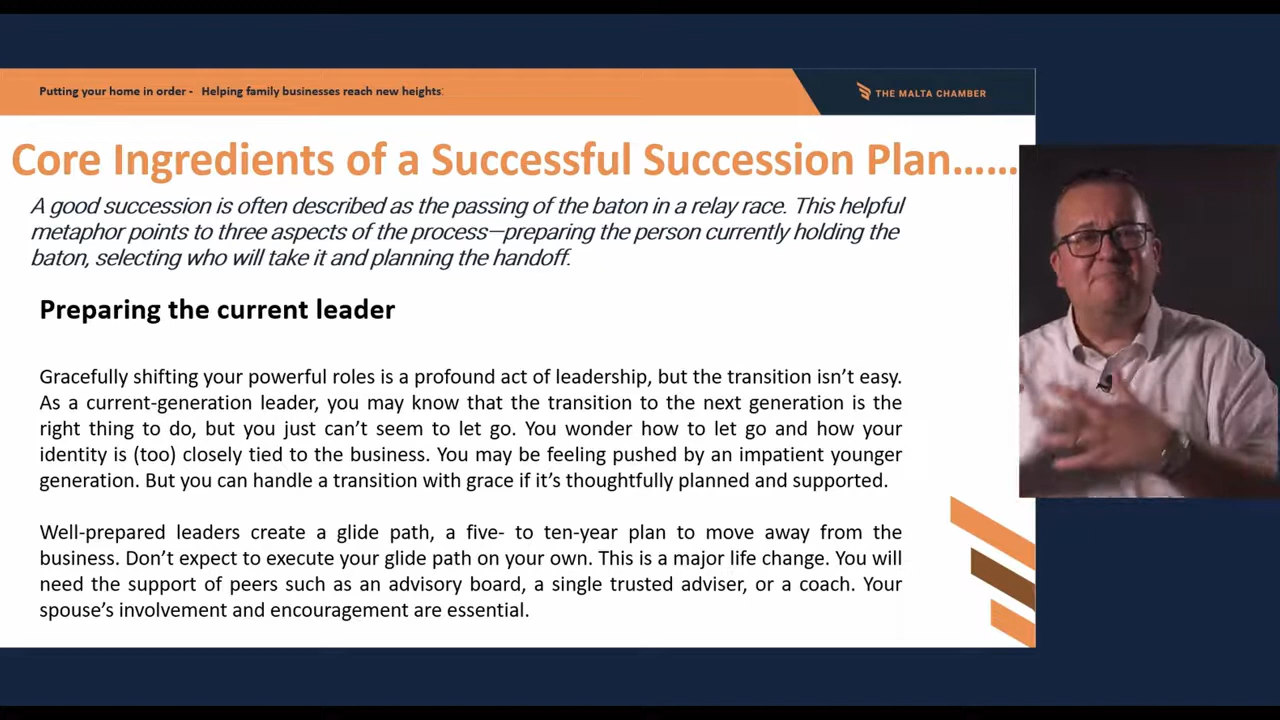 Putting your home in order - Helping family businesses reach new heights:
THE MALTA CHAMBER
Core Ingredients of a Successful Succession Plan......
A good succession is often described as the passing of the baton in a relay race. This helpful
metaphor points to three aspects of the process—preparing the person currently holding the
baton, selecting who will take it and planning the handoff.
Preparing the current leader
Gracefully shifting your powerful roles is a profound act of leadership, but the transition isn't easy.
As a current-generation leader, you may know that the transition to the next generation is the
right thing to do, but you just can't seem to let go. You wonder how to let go and how your
identity is (too) closely tied to the business. You may be feeling pushed by an impatient younger
generation. But you can handle a transition with grace if it's thoughtfully planned and supported.
Well-prepared leaders create a glide path, a five- to ten-year plan to move away from the
business. Don't expect to execute your glide path on your own. This is a major life change. You will
need the support of peers such as an advisory board, a single trusted adviser, or a coach. Your
spouse's involvement and encouragement are essential.